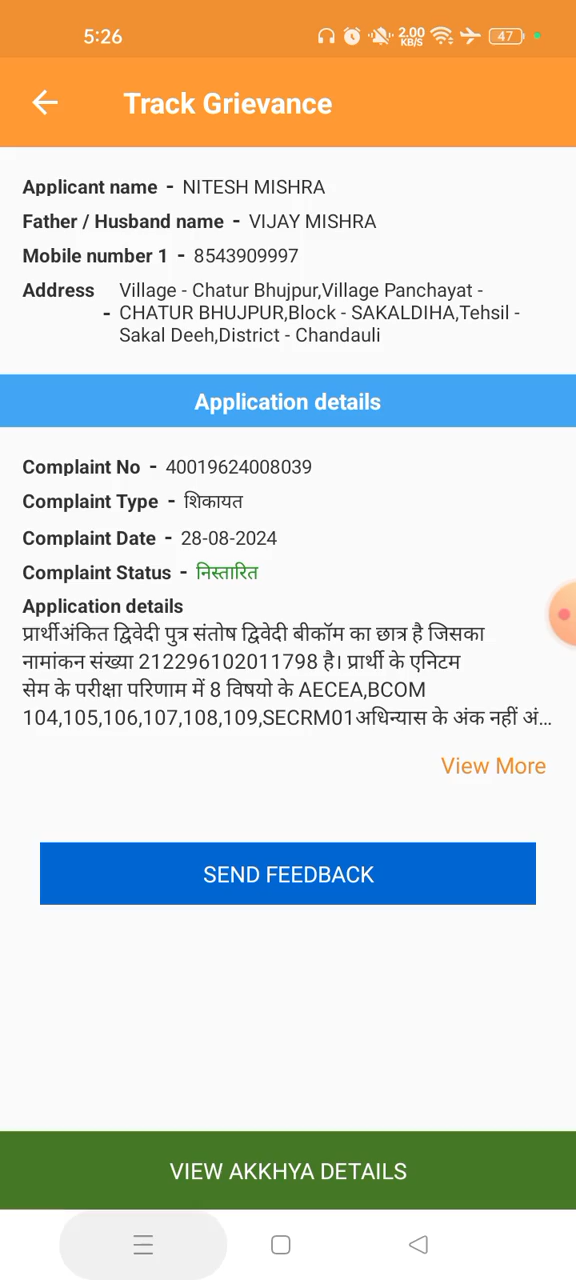 5:26
2.00
KB/S
47
Track Grievance
Applicant name - NITESH MISHRA
Father / Husband name - VIJAY MISHRA
Mobile number 1 - 8543909997
Address Village - Chatur Bhujpur,Village Panchayat -
- CHATUR BHUJPUR,Block - SAKALDIHA,Tehsil -
Sakal Deeh,District - Chandauli
Application details
Complaint No - 40019624008039
Complaint Type - शिकायत
Complaint Date - 28-08-2024
Complaint Status - निस्तारित
Application details
प्रार्थीअंकित द्विवेदी पुत्र संतोष द्विवेदी बीकॉम का छात्र है जिसका
नामांकन संख्या 212296102011798 है। प्रार्थी के एनिटम
सेम के परीक्षा परिणाम में 8 विषयो के AECEA,BCOM
104,105,106,107,108,109,SECRM01अधिन्यास के अंक नहीं अं...
View More
SEND FEEDBACK
VIEW AKKHYA DETAILS